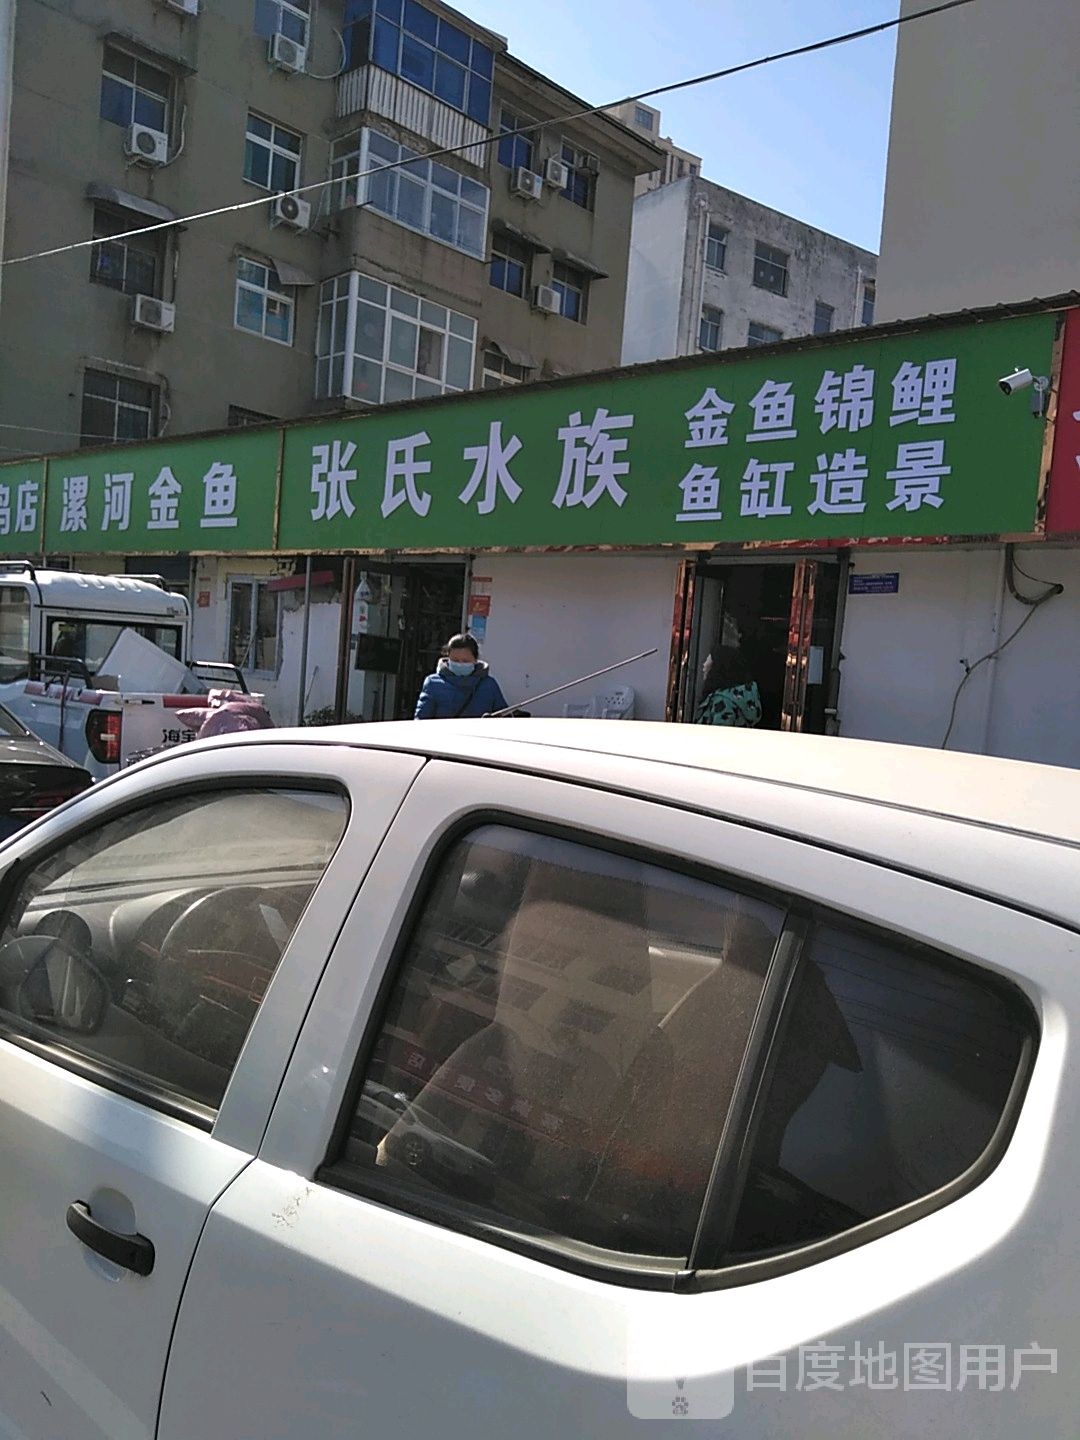 鸟店
漯河金鱼
张氏水族
金鱼锦鲤
鱼缸造景
海宝
百度地图用户